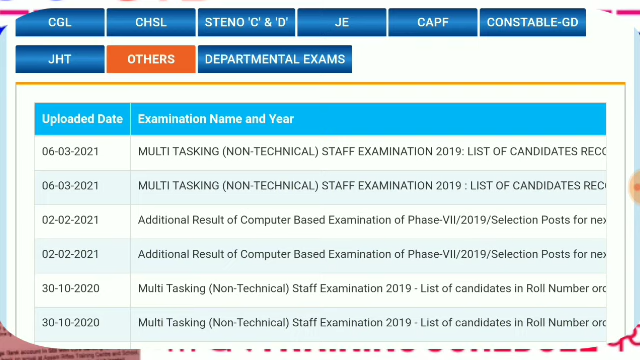 CGL CHSL STENO 'C' & 'D' JE CAPF CONSTABLE-GD
JHT OTHERS DEPARTMENTAL EXAMS
Uploaded Date Examination Name and Year
06-03-2021 MULTI TASKING (NON-TECHNICAL) STAFF EXAMINATION 2019: LIST OF CANDIDATES RECO
06-03-2021 MULTI TASKING (NON-TECHNICAL) STAFF EXAMINATION 2019 : LIST OF CANDIDATES RECO
02-02-2021 Additional Result of Computer Based Examination of Phase-VII/2019/Selection Posts for nex
02-02-2021 Additional Result of Computer Based Examination of Phase-VII/2019/Selection Posts for nex
30-10-2020 Multi Tasking (Non-Technical) Staff Examination 2019 - List of candidates in Roll Number ord
30-10-2020 Multi Tasking (Non-Technical) Staff Examination 2019 - List of candidates in Roll Number ord